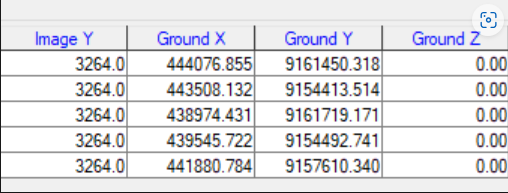 Image Y Ground X Ground Y Ground Z
3264.0 444076.855 9161450.318 0.00
3264.0 443508.132 9154413.514 0.00
3264.0 438974.431 9161719.171 0.00
3264.0 439545.722 9154492.741 0.00
3264.0 441880.784 9157610.340 0.00